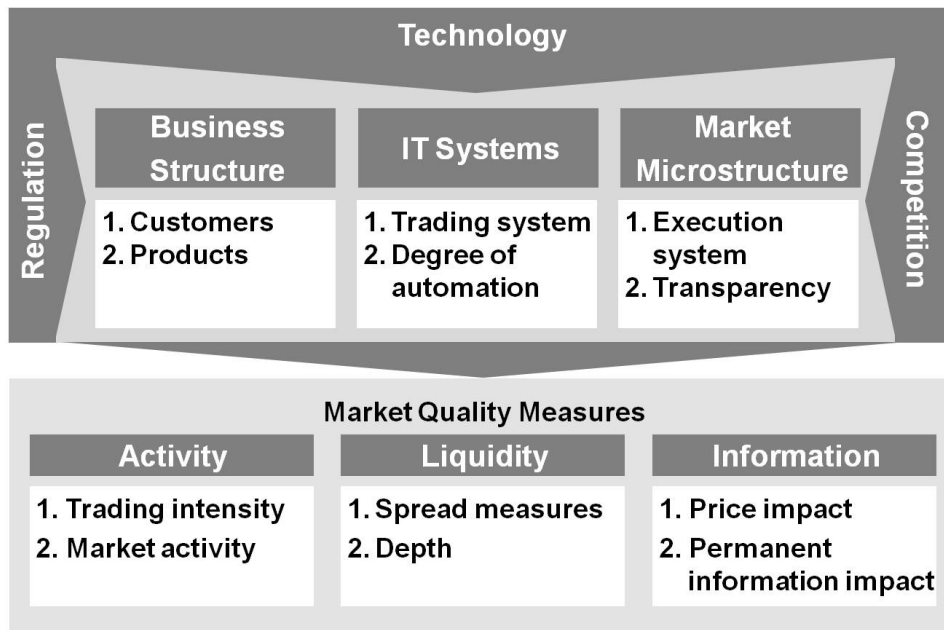 Technology
Regulation
Competition
Business
Structure
1. Customers
2. Products
IT Systems
1. Trading system
2. Degree of
automation
Market
Microstructure
1. Execution
system
2. Transparency
Market Quality Measures
Activity
1. Trading intensity
2. Market activity
Liquidity
1. Spread measures
2. Depth
Information
1. Price impact
2. Permanent
information impact